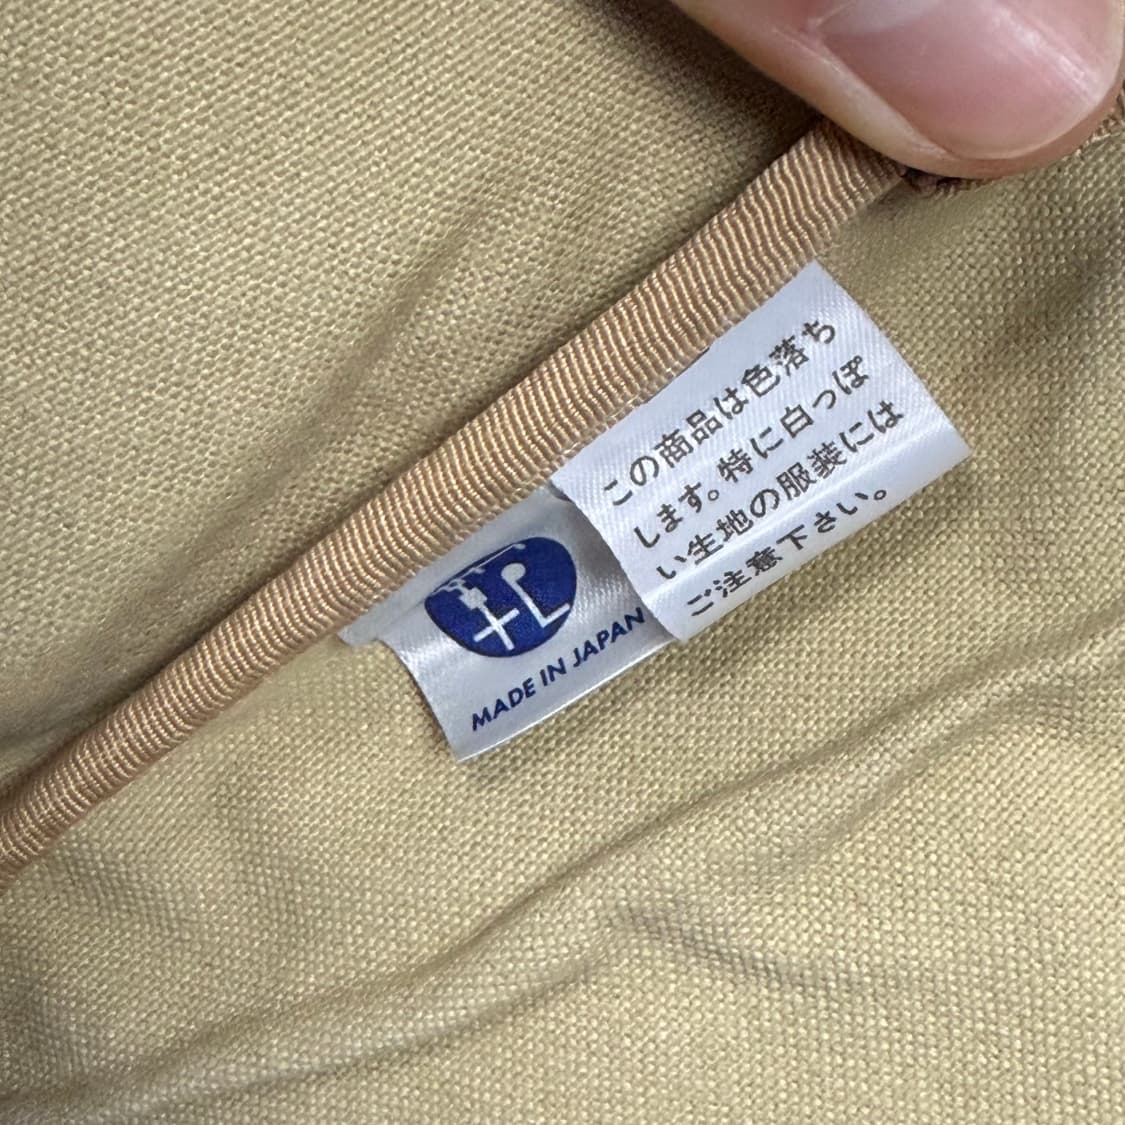 この商品は色落ち
します。特に白っぽ
い生地の服装には
ご注意下さい。
MADE IN JAPAN